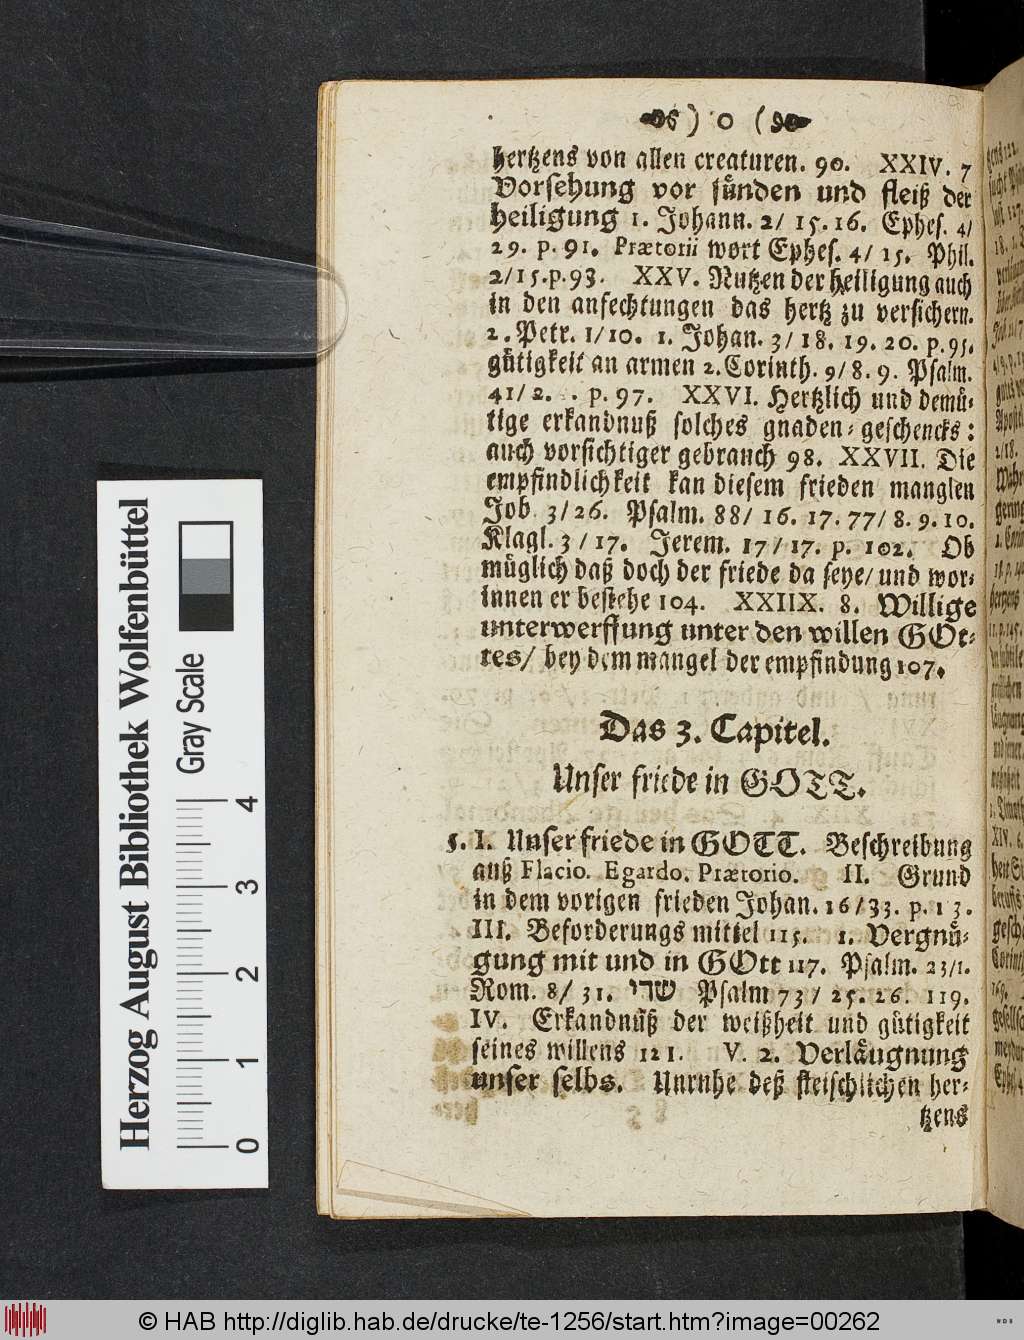 ) o (
hertzens von allen creaturen. 90. XXIV. 7
Vorsehung vor sünden und fleiß der
heiligung 1. Johann. 2/ 15. 16. Ephes. 4/
29. p. 91. Prætorii wort Ephes. 4/ 15. Phil.
2/15.p.93. XXV. Nutzen der heiligung auch
in den anfechtungen das hertz zu versichern.
2. Petr. 1/10. 1. Johan. 3/ 18. 19. 20. p. 95.
gütigkeit an armen 2. Corinth. 9/ 8. 9. Psalm.
41/ 2. . p. 97. XXVI. Hertzlich und demü-
tige erkandnuß solches gnaden-geschencks:
auch vorsichtiger gebrauch 98. XXVII. Die
empfindlichkeit kan diesem frieden manglen
Job. 3/26. Psalm. 88/ 16. 17. 77/ 8. 9. 10.
Klagl. 3 / 17. Jerem. 17/ 17. p. 102. Ob
müglich daß doch der friede da seye/ und wor-
innen er bestehe 104. XXIIX. 8. Willige
unterwerffung unter den willen GOt-
tes/ bey dem mangel der empfindung 107.
Das 3. Capitel.
Unser friede in GOTT.
§. I. Unser friede in GOTT. Beschreibung
auß Flacio. Egardo. Prætorio. II. Grund
in dem vorigen frieden Johan. 16/33. p. 1 3.
III. Beforderungs mittel 115. 1. Vergnü-
gung mit und in GOtt 117. Psalm. 23/1.
Rom. 8/ 31. שדי Psalm 73 / 25. 26. 119.
IV. Erkandnüß der weißheit und gütigkeit
seines willens 121. V. 2. Verläugnung
unser selbs. Unruhe deß fleischlichen her-
tzens
Herzog August Bibliothek Wolfenbüttel
Gray Scale
0 1 2 3 4
© HAB http://diglib.hab.de/drucke/te-1256/start.htm?image=00262